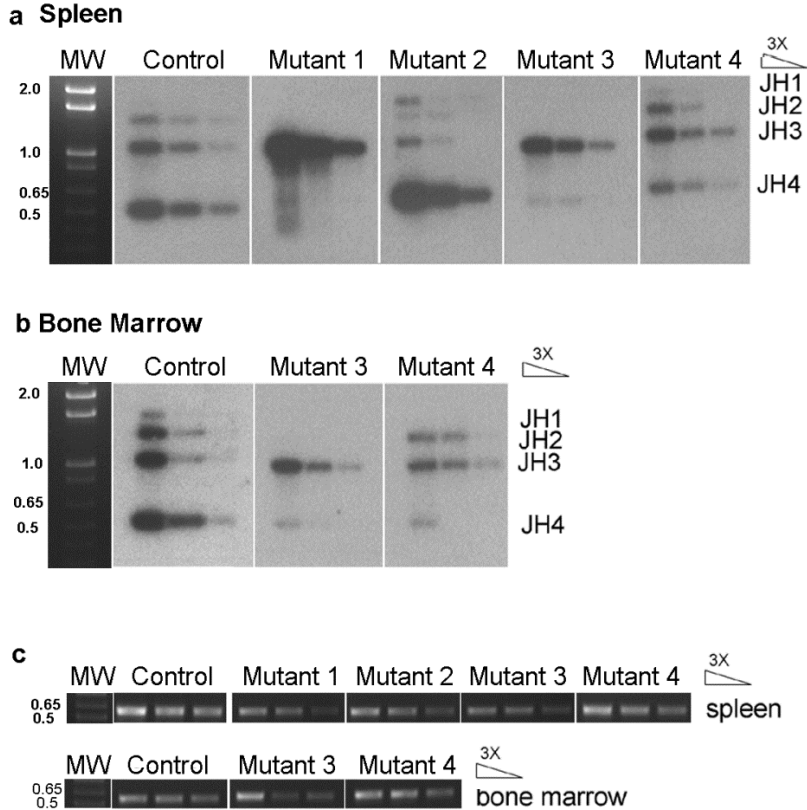 a Spleen
MW Control Mutant 1 Mutant 2 Mutant 3 Mutant 4 3X
2.0
1.0
0.65
0.5
JH1
JH2
JH3
JH4
b Bone Marrow
MW Control Mutant 3 Mutant 4 3X
2.0
1.0
0.65
0.5
JH1
JH2
JH3
JH4
c
MW Control Mutant 1 Mutant 2 Mutant 3 Mutant 4 3X
0.65
0.5
spleen
MW Control Mutant 3 Mutant 4 3X
0.65
0.5
bone marrow